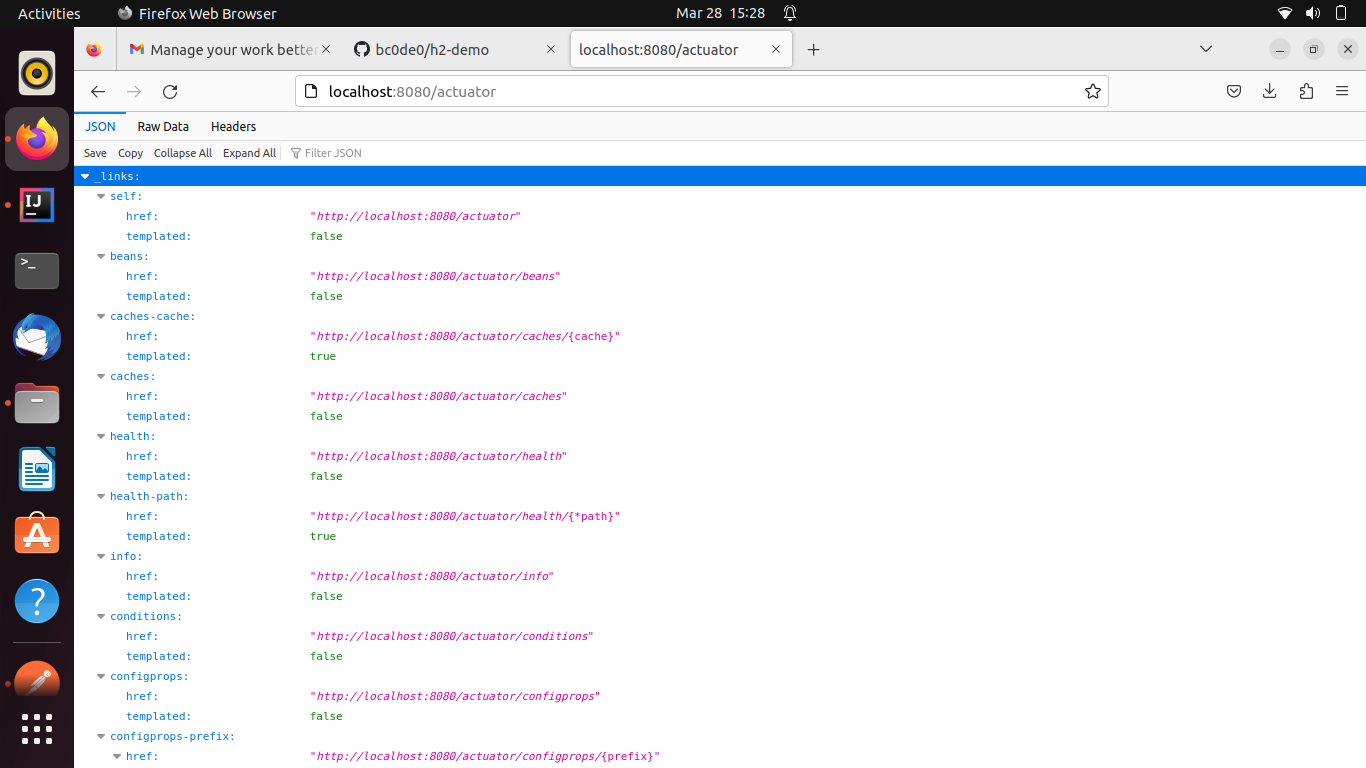 Activities Firefox Web Browser Mar 28 15:28
Manage your work better bc0de0/h2-demo localhost:8080/actuator
localhost:8080/actuator
JSON Raw Data Headers
Save Copy Collapse All Expand All Filter JSON
_links:
self:
href: "http://localhost:8080/actuator"
templated: false
beans:
href: "http://localhost:8080/actuator/beans"
templated: false
caches-cache:
href: "http://localhost:8080/actuator/caches/{cache}"
templated: true
caches:
href: "http://localhost:8080/actuator/caches"
templated: false
health:
href: "http://localhost:8080/actuator/health"
templated: false
health-path:
href: "http://localhost:8080/actuator/health/{*path}"
templated: true
info:
href: "http://localhost:8080/actuator/info"
templated: false
conditions:
href: "http://localhost:8080/actuator/conditions"
templated: false
configprops:
href: "http://localhost:8080/actuator/configprops"
templated: false
configprops-prefix:
href: "http://localhost:8080/actuator/configprops/{prefix}"
IJ
>_
?